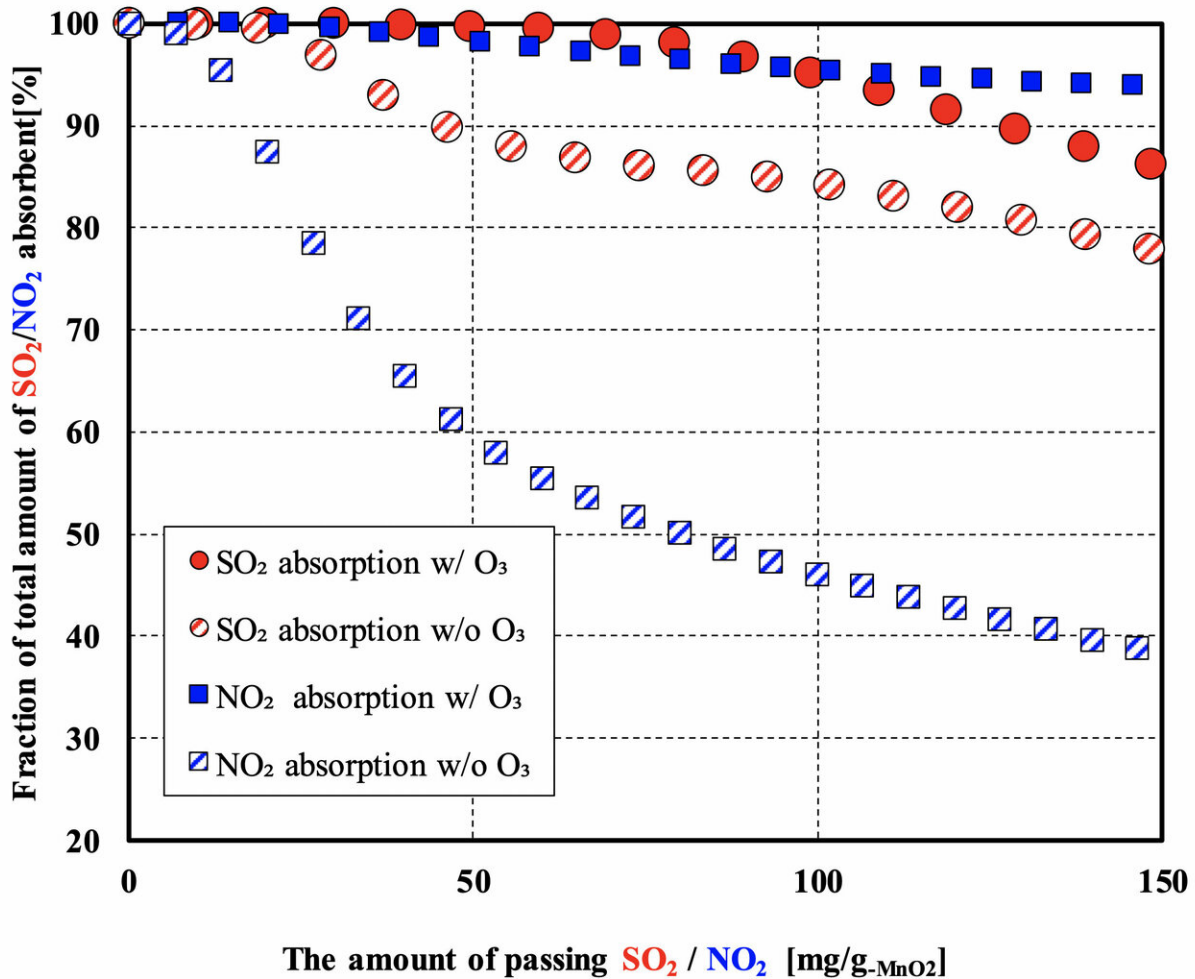 Fraction of total amount of SO₂/NO₂ absorbent[%]
100
90
80
70
60
50
40
30
20
SO₂ absorption w/ O₃
SO₂ absorption w/o O₃
NO₂ absorption w/ O₃
NO₂ absorption w/o O₃
0
50
100
150
The amount of passing SO₂ / NO₂ [mg/g-MnO2]